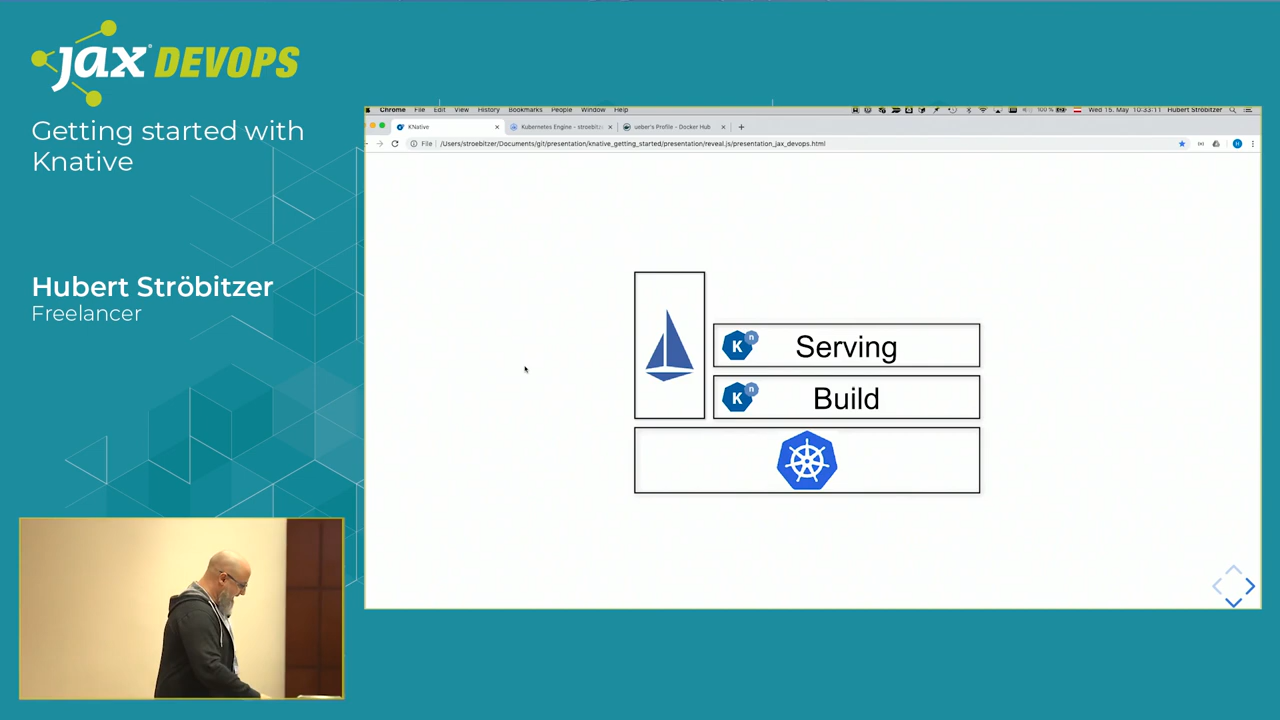 jax DEVOPS
Getting started with
Knative
Hubert Ströbitzer
Freelancer
Chrome File Edit View History Bookmarks People Window Help 100 % Wed 15. May 10:33:11 Hubert Strobitzer
KNative
Kubernetes Engine - stroebitz
ueber's Profile - Docker Hub
File /Users/stroebitzer/Documents/git/presentation/knative_getting_started/presentation/reveal.js/presentation_jax_devops.html
K n Serving
K n Build